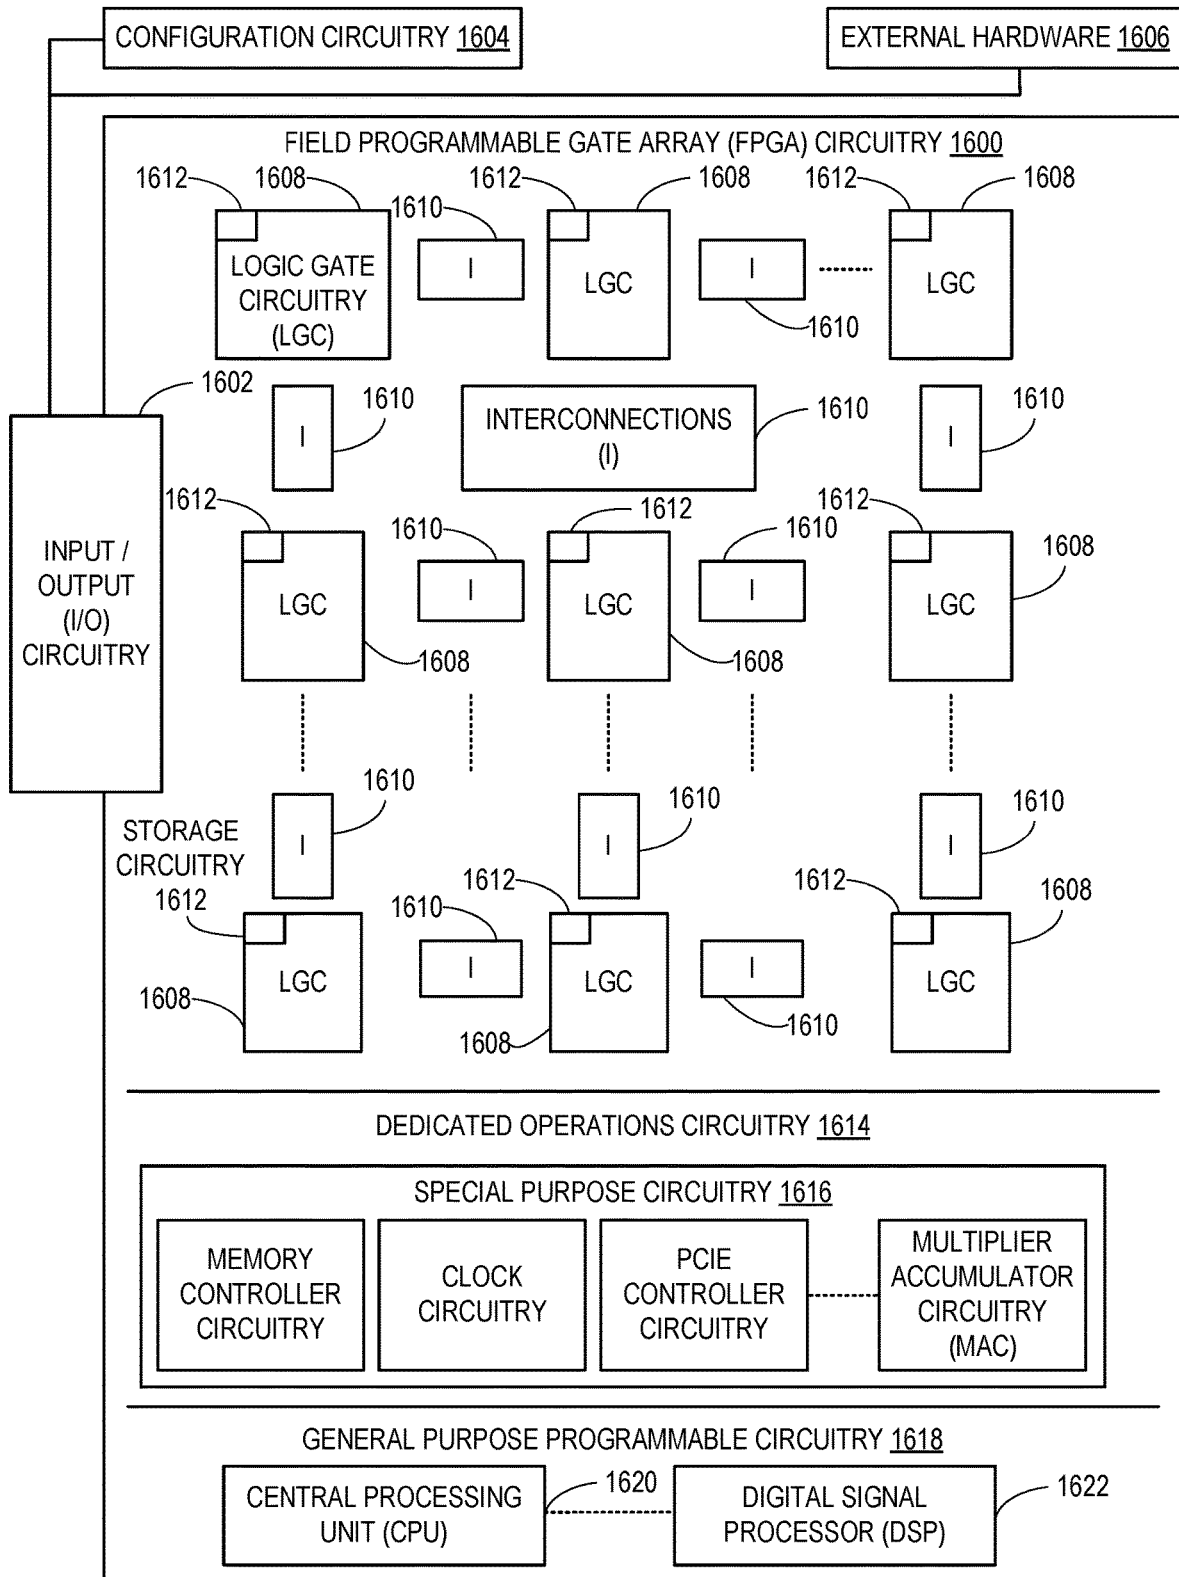 CONFIGURATION CIRCUITRY 1604
EXTERNAL HARDWARE 1606
FIELD PROGRAMMABLE GATE ARRAY (FPGA) CIRCUITRY 1600
1612
1608
1610
1612
1608
1612
1608
LOGIC GATE
CIRCUITRY
(LGC)
I
LGC
I
LGC
1610
1602
I
1610
INTERCONNECTIONS
(I)
1610
I
1610
INPUT /
OUTPUT
(I/O)
CIRCUITRY
1612
1610
1612
1610
1612
1608
LGC
I
LGC
I
LGC
1608
1608
1610
1610
1610
I
I
I
STORAGE
CIRCUITRY
1612
1610
1612
1612
1608
LGC
I
LGC
I
LGC
1608
1608
1610
DEDICATED OPERATIONS CIRCUITRY 1614
SPECIAL PURPOSE CIRCUITRY 1616
MEMORY
CONTROLLER
CIRCUITRY
CLOCK
CIRCUITRY
PCIE
CONTROLLER
CIRCUITRY
MULTIPLIER
ACCUMULATOR
CIRCUITRY
(MAC)
GENERAL PURPOSE PROGRAMMABLE CIRCUITRY 1618
CENTRAL PROCESSING
UNIT (CPU)
1620
DIGITAL SIGNAL
PROCESSOR (DSP)
1622